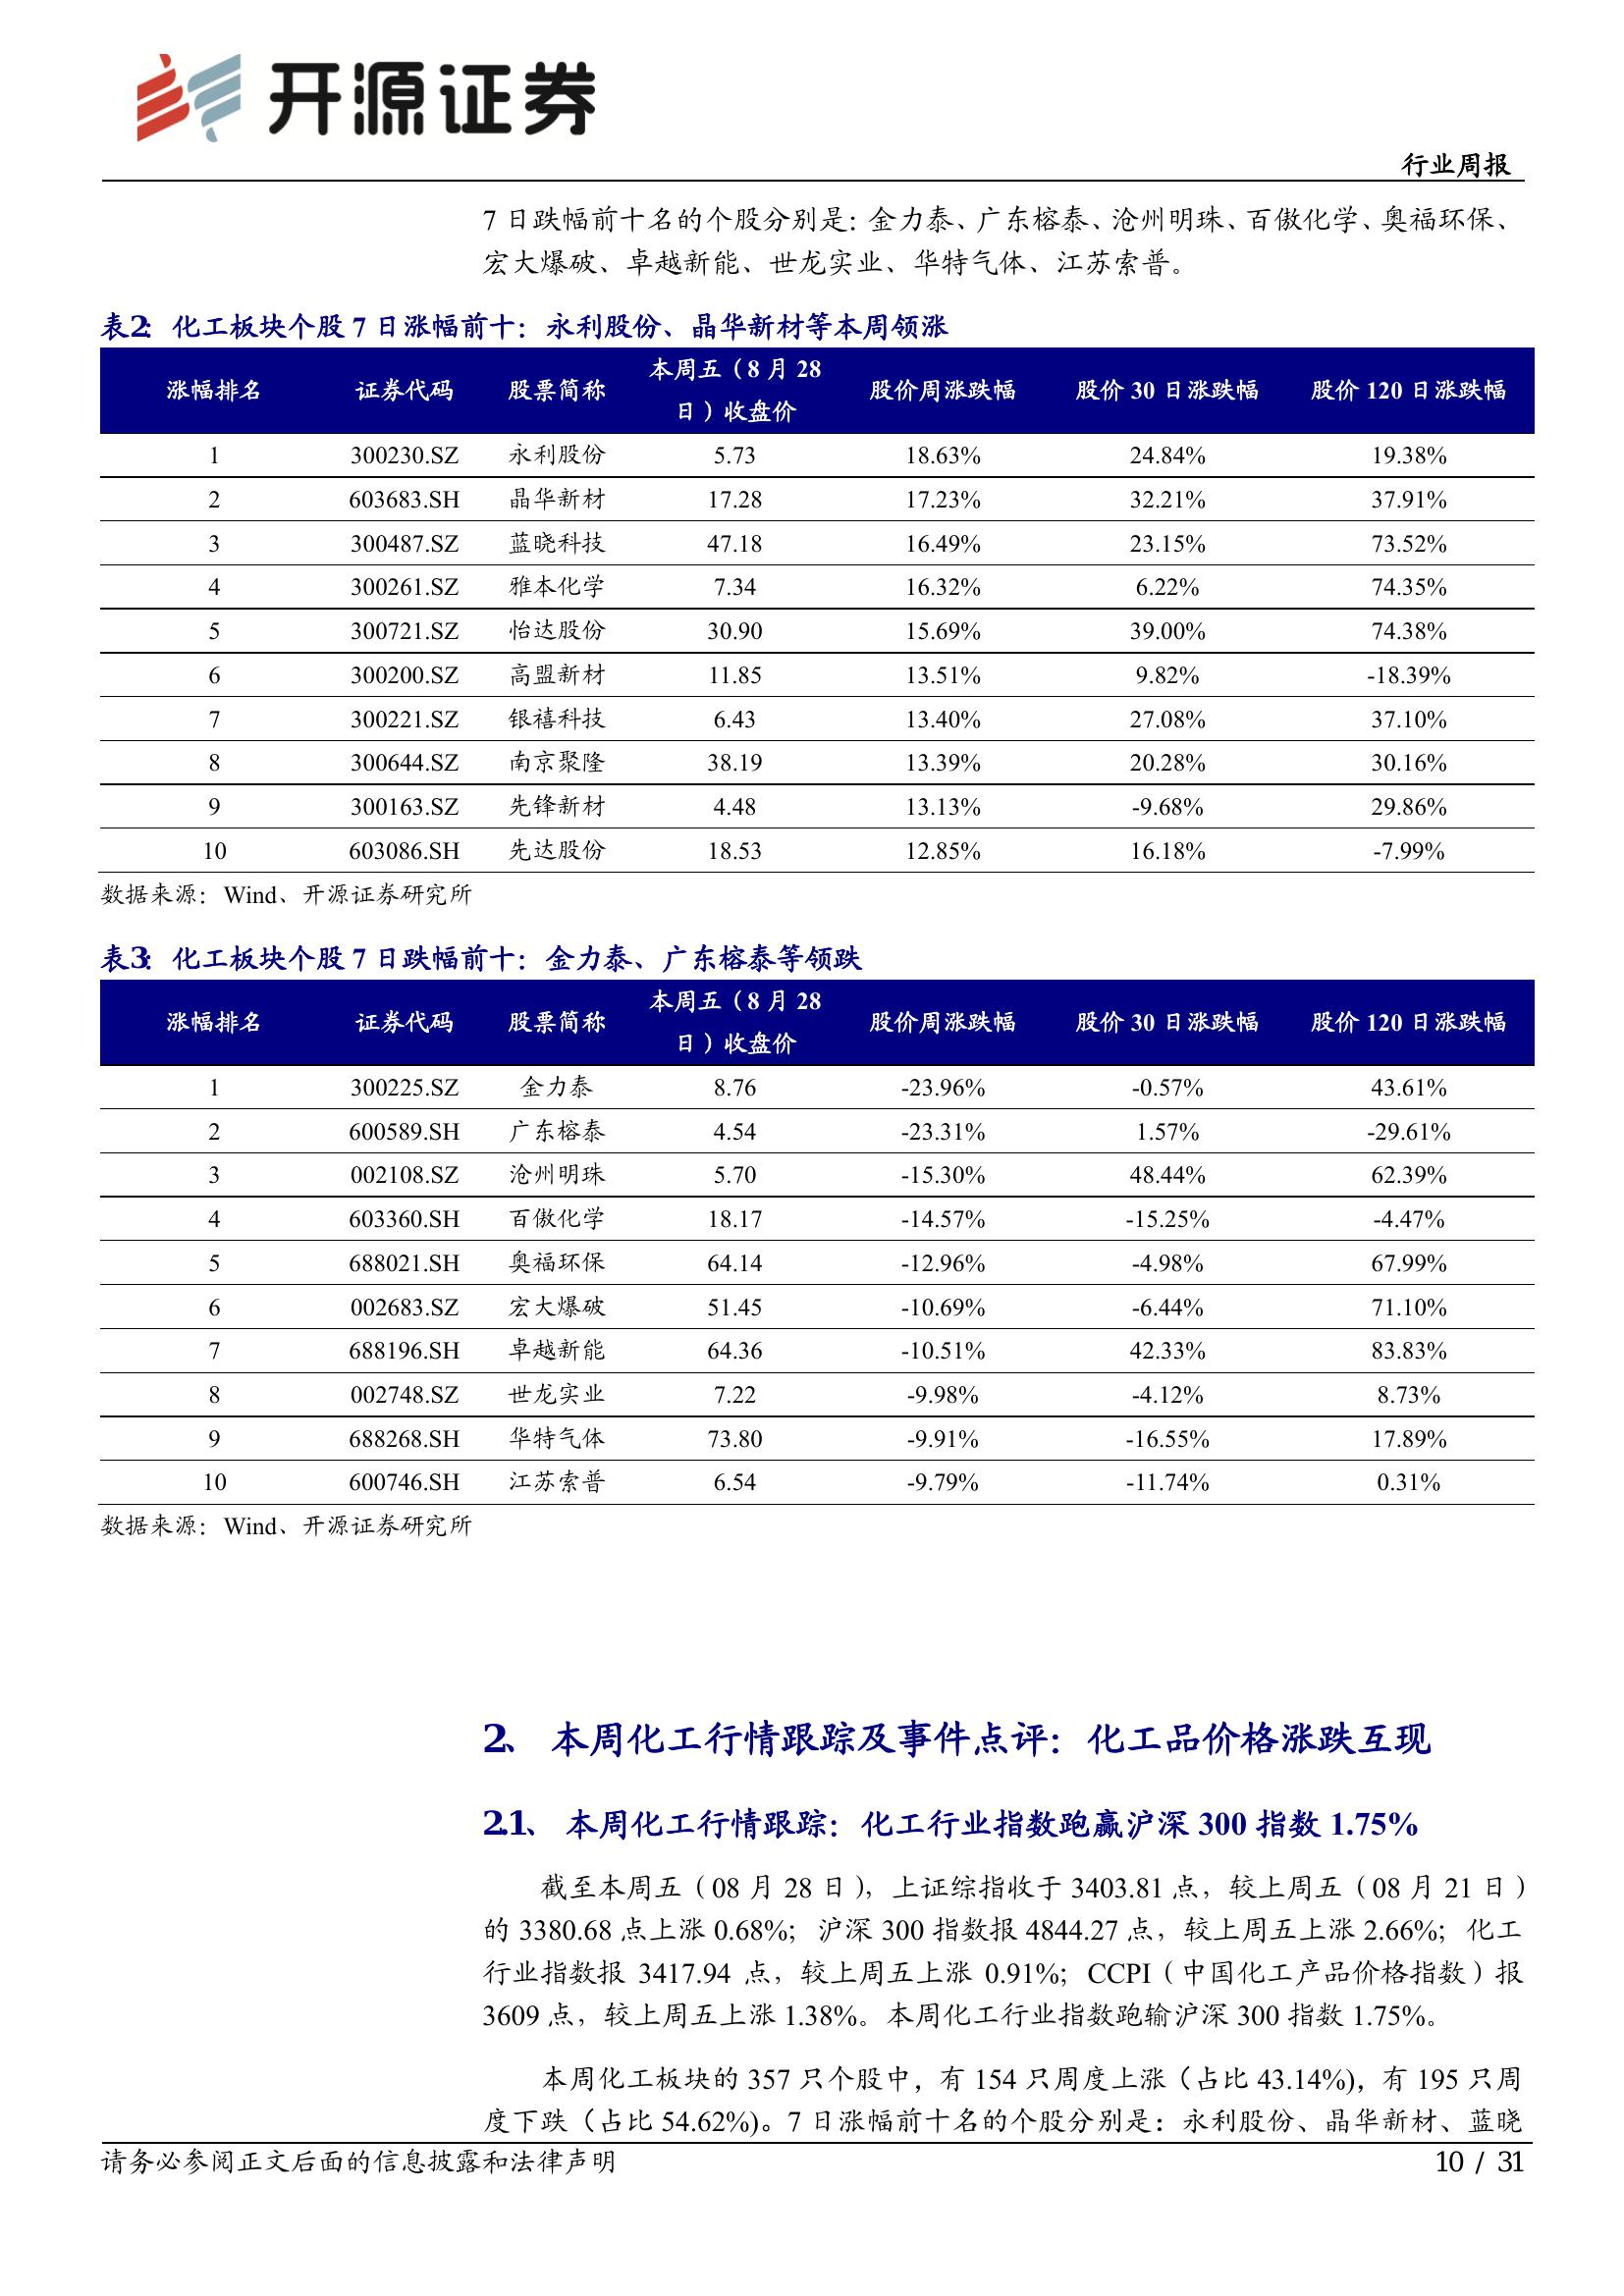 开源证券
行业周报
7 日跌幅前十名的个股分别是：金力泰、广东榕泰、沧州明珠、百傲化学、奥福环保、
宏大爆破、卓越新能、世龙实业、华特气体、江苏索普。
表2： 化工板块个股 7 日涨幅前十：永利股份、晶华新材等本周领涨
涨幅排名 证券代码 股票简称 本周五（8 月 28 日）收盘价 股价周涨跌幅 股价 30 日涨跌幅 股价 120 日涨跌幅
1 300230.SZ 永利股份 5.73 18.63% 24.84% 19.38%
2 603683.SH 晶华新材 17.28 17.23% 32.21% 37.91%
3 300487.SZ 蓝晓科技 47.18 16.49% 23.15% 73.52%
4 300261.SZ 雅本化学 7.34 16.32% 6.22% 74.35%
5 300721.SZ 怡达股份 30.90 15.69% 39.00% 74.38%
6 300200.SZ 高盟新材 11.85 13.51% 9.82% -18.39%
7 300221.SZ 银禧科技 6.43 13.40% 27.08% 37.10%
8 300644.SZ 南京聚隆 38.19 13.39% 20.28% 30.16%
9 300163.SZ 先锋新材 4.48 13.13% -9.68% 29.86%
10 603086.SH 先达股份 18.53 12.85% 16.18% -7.99%
数据来源：Wind、开源证券研究所
表3： 化工板块个股 7 日跌幅前十：金力泰、广东榕泰等领跌
涨幅排名 证券代码 股票简称 本周五（8 月 28 日）收盘价 股价周涨跌幅 股价 30 日涨跌幅 股价 120 日涨跌幅
1 300225.SZ 金力泰 8.76 -23.96% -0.57% 43.61%
2 600589.SH 广东榕泰 4.54 -23.31% 1.57% -29.61%
3 002108.SZ 沧州明珠 5.70 -15.30% 48.44% 62.39%
4 603360.SH 百傲化学 18.17 -14.57% -15.25% -4.47%
5 688021.SH 奥福环保 64.14 -12.96% -4.98% 67.99%
6 002683.SZ 宏大爆破 51.45 -10.69% -6.44% 71.10%
7 688196.SH 卓越新能 64.36 -10.51% 42.33% 83.83%
8 002748.SZ 世龙实业 7.22 -9.98% -4.12% 8.73%
9 688268.SH 华特气体 73.80 -9.91% -16.55% 17.89%
10 600746.SH 江苏索普 6.54 -9.79% -11.74% 0.31%
数据来源：Wind、开源证券研究所
2、 本周化工行情跟踪及事件点评：化工品价格涨跌互现
2.1、 本周化工行情跟踪：化工行业指数跑赢沪深 300 指数 1.75%
截至本周五（08 月 28 日），上证综指收于 3403.81 点，较上周五（08 月 21 日）
的 3380.68 点上涨 0.68%；沪深 300 指数报 4844.27 点，较上周五上涨 2.66%；化工
行业指数报 3417.94 点，较上周五上涨 0.91%；CCPI（中国化工产品价格指数）报
3609 点，较上周五上涨 1.38%。本周化工行业指数跑输沪深 300 指数 1.75%。
本周化工板块的 357 只个股中，有 154 只周度上涨（占比 43.14%)，有 195 只周
度下跌（占比 54.62%)。7 日涨幅前十名的个股分别是：永利股份、晶华新材、蓝晓
请务必参阅正文后面的信息披露和法律声明
10 / 31